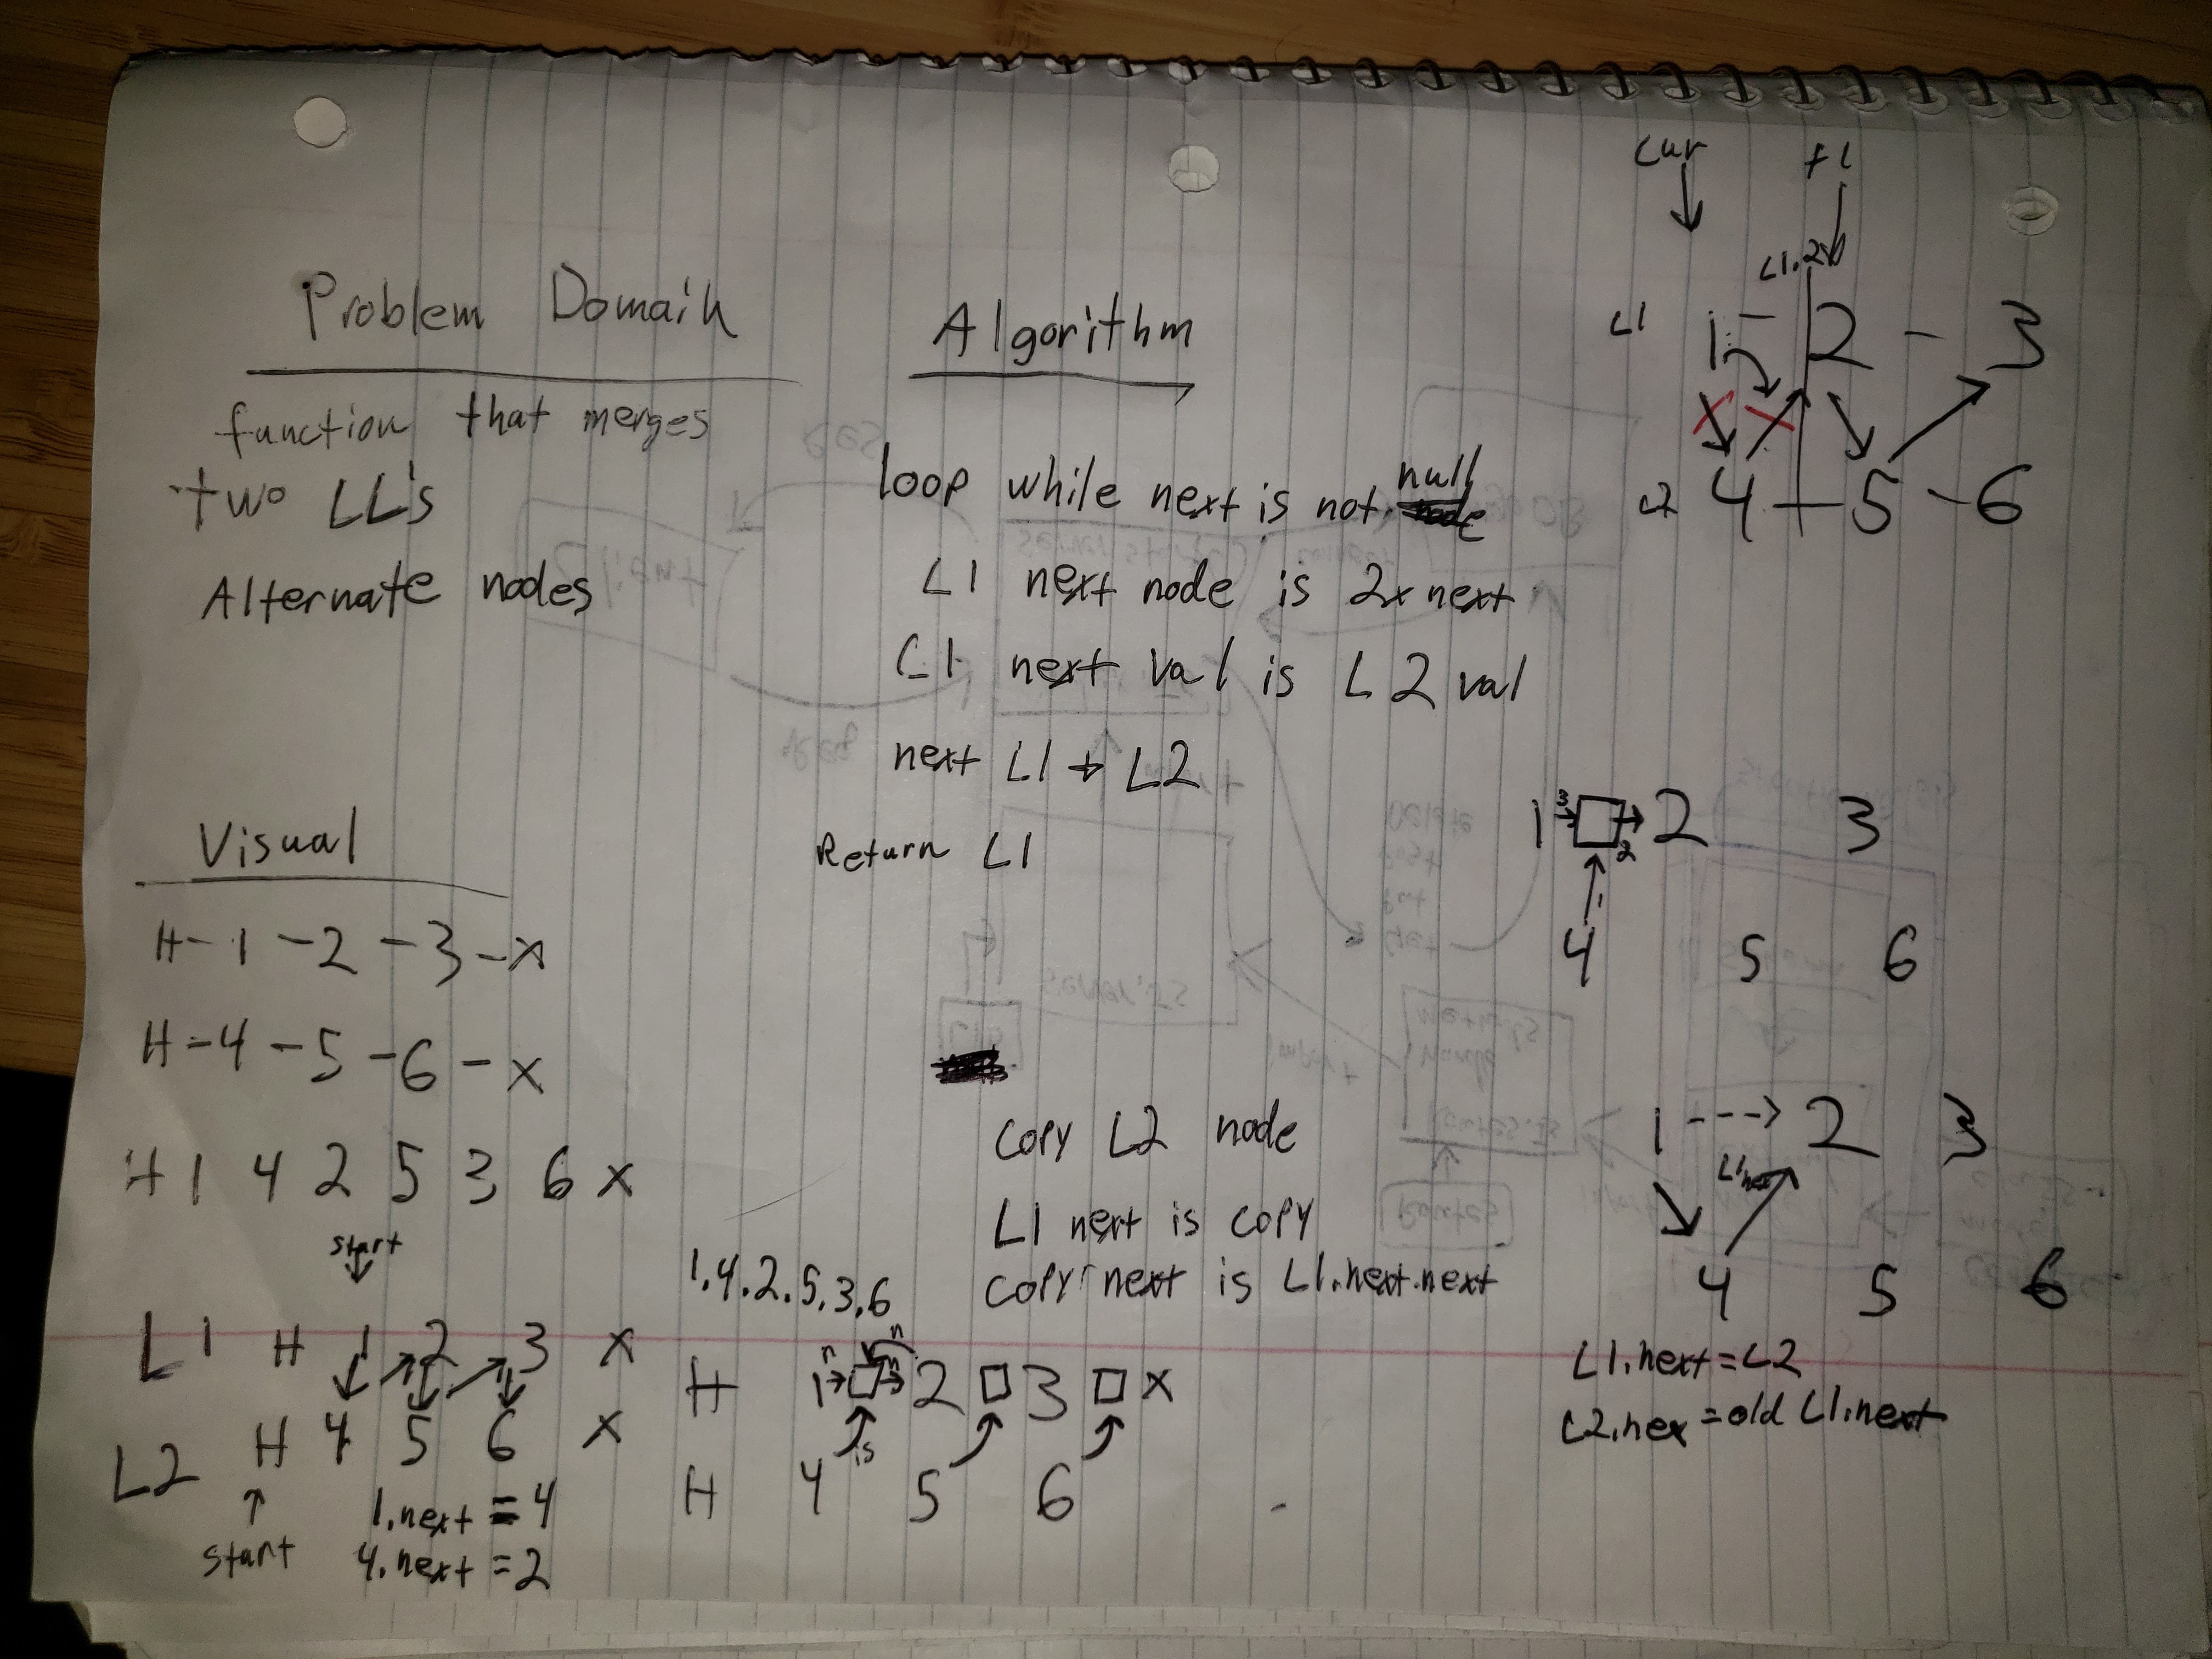 Problem Domain
function that merges
two LL's
Alternate nodes
Visual
H - 1 - 2 - 3 - x
H - 4 - 5 - 6 - x
H 1 4 2 5 3 6 x
start
L1 H 1 2 3 x
L2 H 4 5 6 x
start
1.next = 4
4.next = 2
Algorithm
loop while next is not null
L1 next node is 2x next
L1 next val is L2 val
next L1 + L2
Return L1
copy L2 node
L1 next is copy
copy next is L1.next.next
1.4.2.5.3.6
n n
n
H 1 2 3 x
is
H 4 5 6
Cur
L1.2
L1 1 - 2 - 3
L2 4 - 5 - 6
3
1 2 3
2
4 5 6
1 - - -> 2 3
L1.nex
4 5 6
L1.next = L2
L2.nex = old L1.next